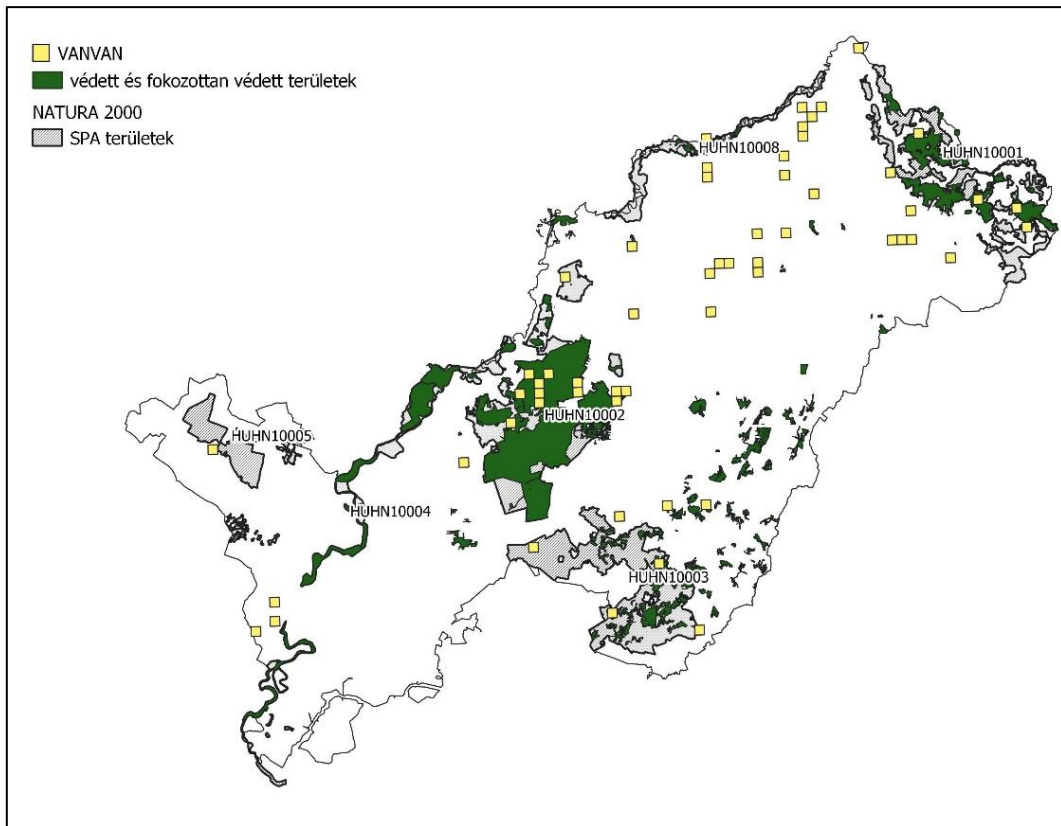 VANVAN
védett és fokozottan védett területek
NATURA 2000
SPA területek
HUHN10008
HUHN10001
HUHN10002
HUHN10005
HUHN10004
HUHN10003